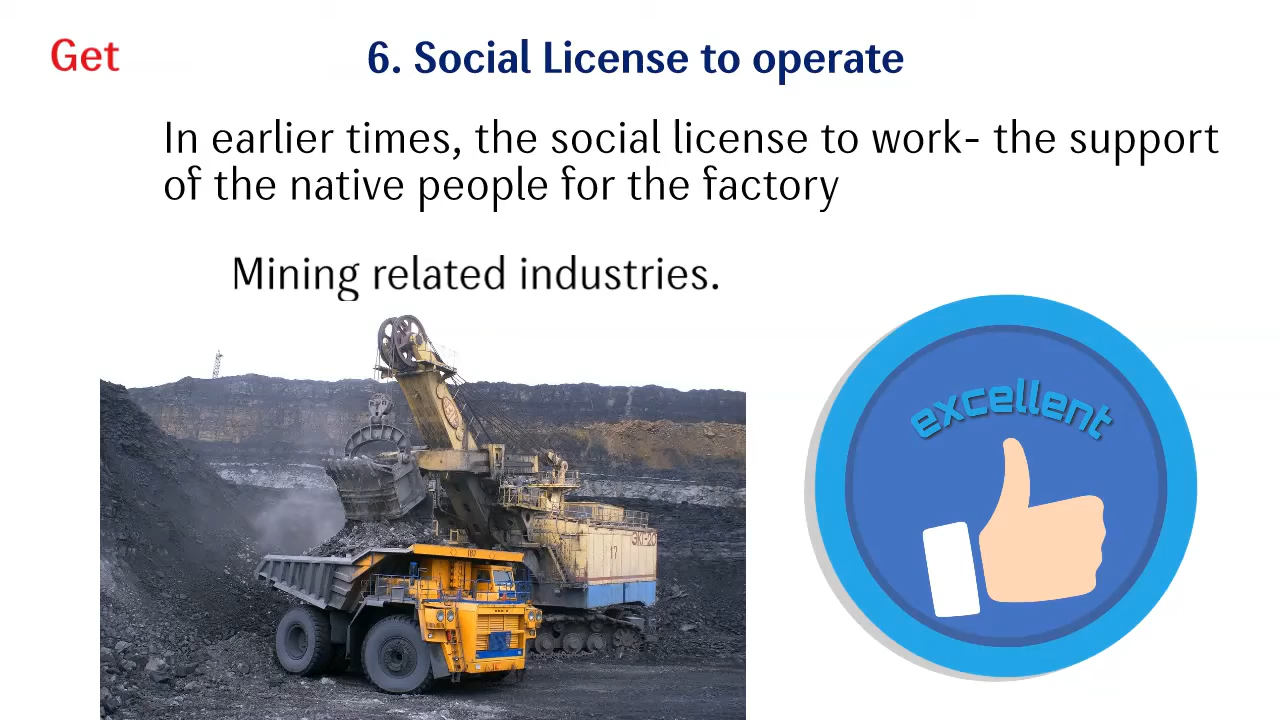 Get
6. Social License to operate
In earlier times, the social license to work- the support
of the native people for the factory
Mining related industries.
excellent
17